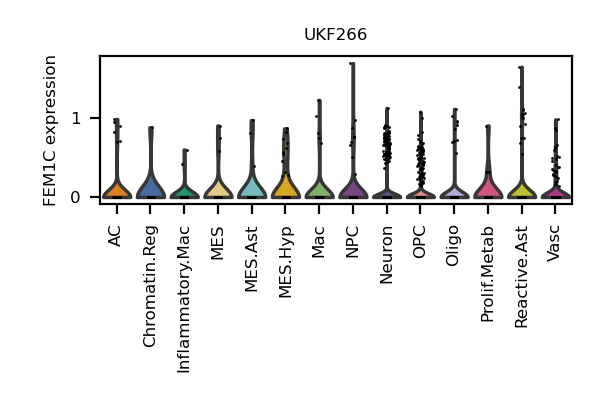 UKF266
FEM1C expression
1
0
AC
Chromatin.Reg
Inflammatory.Mac
MES
MES.Ast
MES.Hyp
Mac
NPC
Neuron
OPC
Oligo
Prolif.Metab
Reactive.Ast
Vasc